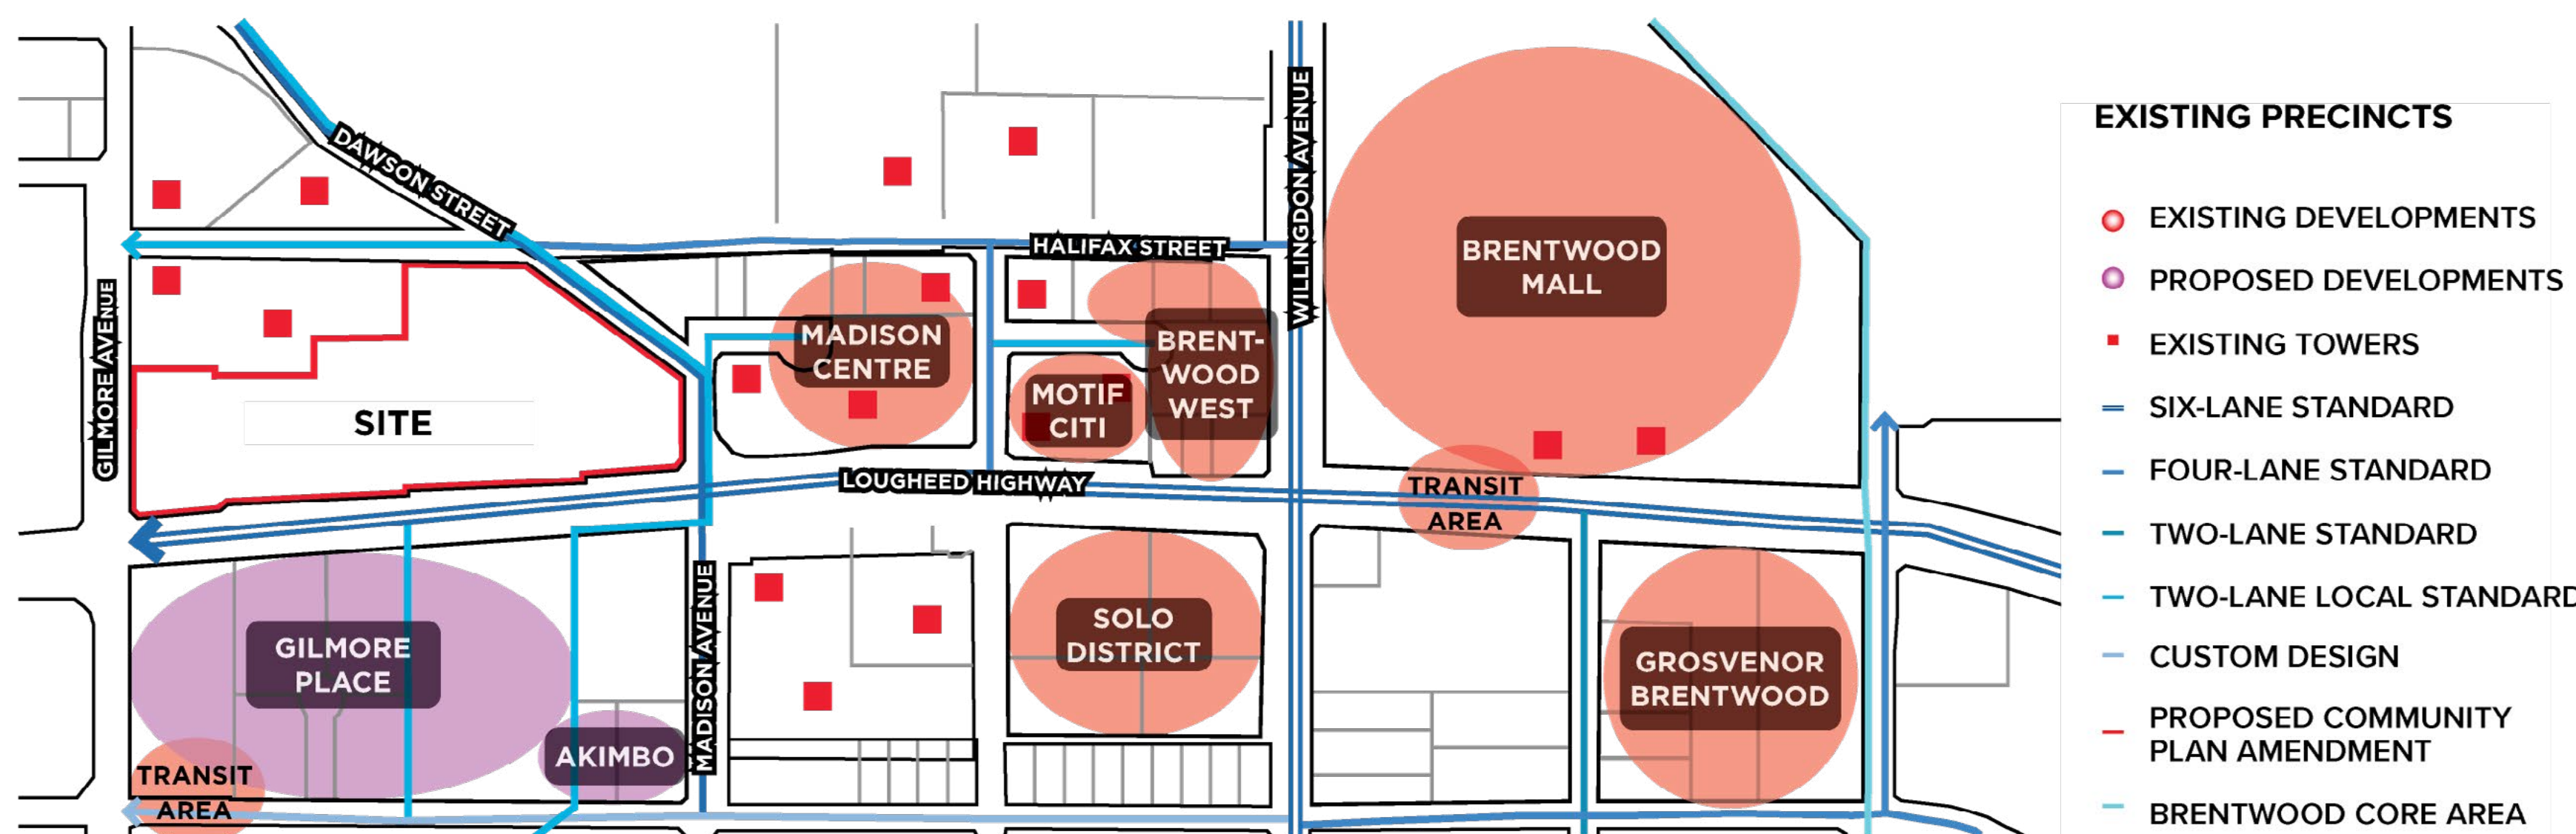 DAWSON STREET
WILLINGDON AVENUE
HALIFAX STREET
GILMORE AVENUE
BRENTWOOD
MALL
MADISON
CENTRE
BRENT-
WOOD
WEST
MOTIF
CITI
SITE
LOUGHEED HIGHWAY
TRANSIT
AREA
GILMORE
PLACE
AKIMBO
MADISON AVENUE
SOLO
DISTRICT
GROSVENOR
BRENTWOOD
TRANSIT
AREA
EXISTING PRECINCTS
EXISTING DEVELOPMENTS
PROPOSED DEVELOPMENTS
EXISTING TOWERS
SIX-LANE STANDARD
FOUR-LANE STANDARD
TWO-LANE STANDARD
TWO-LANE LOCAL STANDARD
CUSTOM DESIGN
PROPOSED COMMUNITY
PLAN AMENDMENT
BRENTWOOD CORE AREA